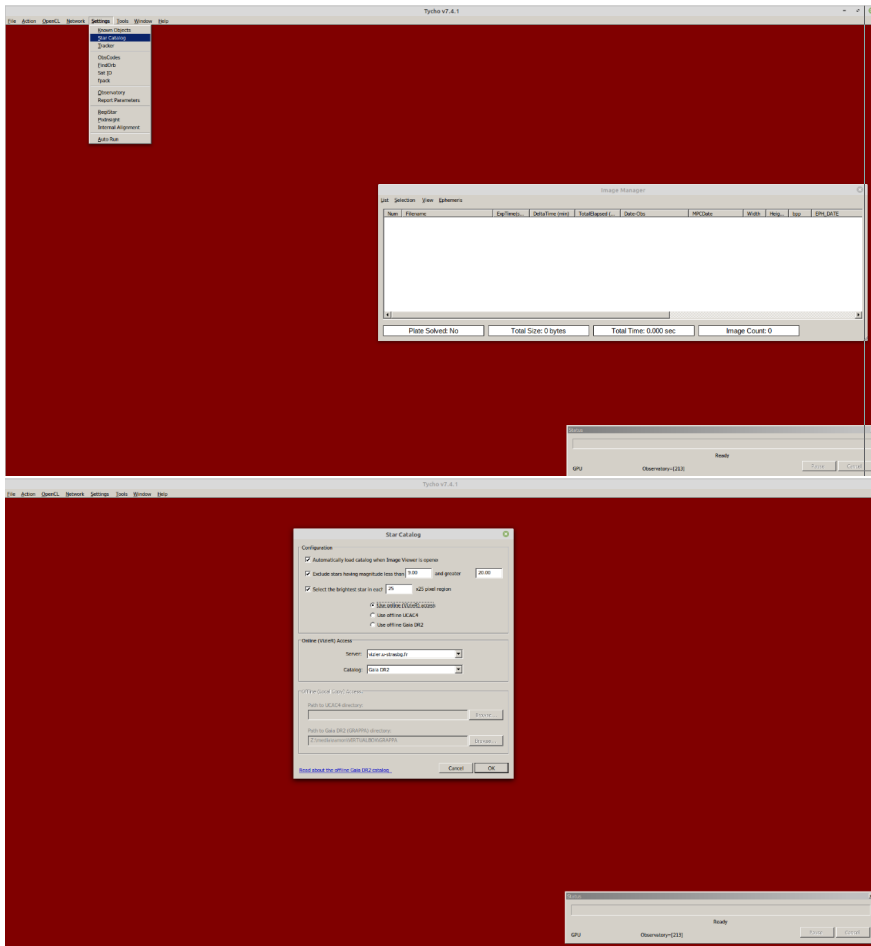 Tycho v7.4.1
File Action OpenCL Network Settings Tools Window Help
Known Objects
Star Catalog
Tracker
ObsCodes
FindOrb
Sat ID
fpack
Observatory
Report Parameters
RepStar
PixInsight
Internal Alignment
Auto Run
Image Manager
List Selection View Ephemeris
Num Filename ExpTime(s... DeltaTime (min) TotalElapsed (... Date-Obs MPCDate Width Heig... bpp EPH_DATE
Plate Solved: No Total Size: 0 bytes Total Time: 0.000 sec Image Count: 0
Status
Ready
GPU Observatory=[213] Pause Cancel
Tycho v7.4.1
File Action OpenCL Network Settings Tools Window Help
Star Catalog
Configuration
Automatically load catalog when Image Viewer is opened
Exclude stars having magnitude less than 9.00 and greater 20.00
Select the brightest star in each 25 x25 pixel region
Use online (VizieR) access
Use offline UCAC4
Use offline Gaia DR2
Online (VizieR) Access
Server: vizier.u-strasbg.fr
Catalog: Gaia DR2
Path to UCAC4 directory:
Browse...
Path to Gaia DR2 (GRAPPA) directory:
Browse...
Read about the offline Gaia DR2 catalog.
Cancel OK
Status
Ready
GPU Observatory=[213] Pause Cancel